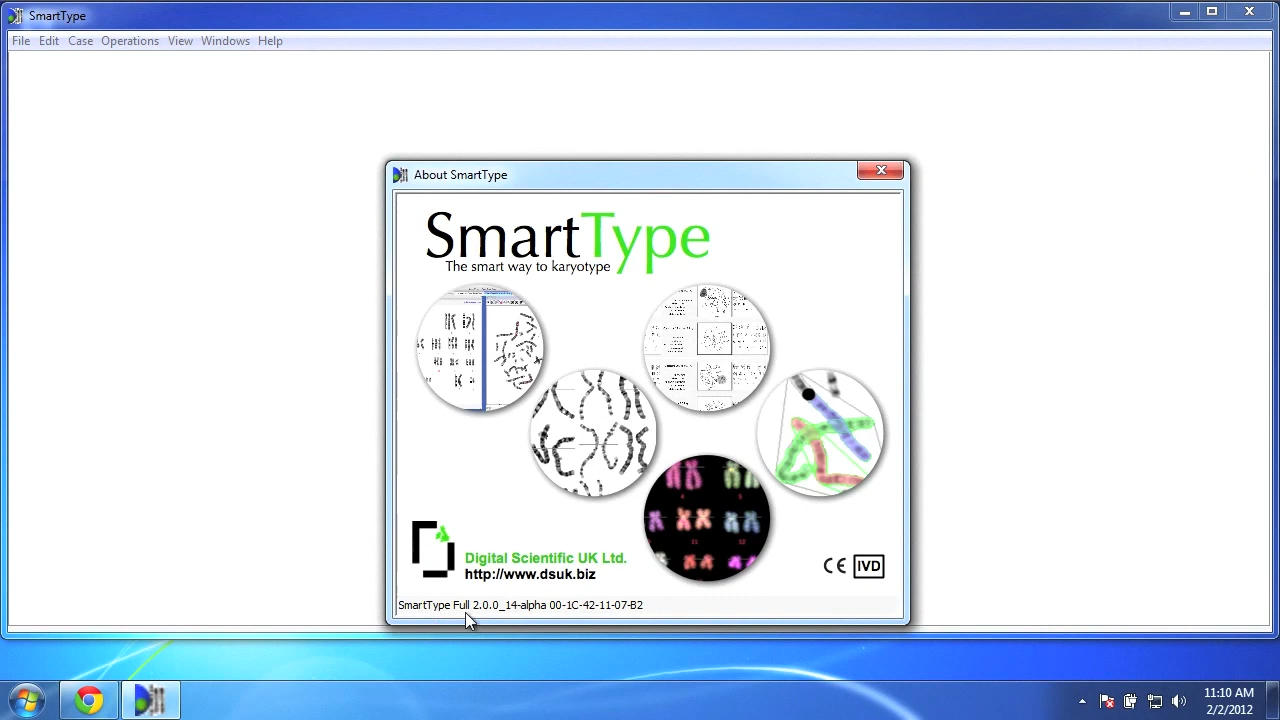 SmartType
File Edit Case Operations View Windows Help
About SmartType
SmartType
The smart way to karyotype
Digital Scientific UK Ltd.
http://www.dsuk.biz
CE IVD
SmartType Full 2.0.0_14-alpha 00-1C-42-11-07-B2
11:10 AM
2/2/2012